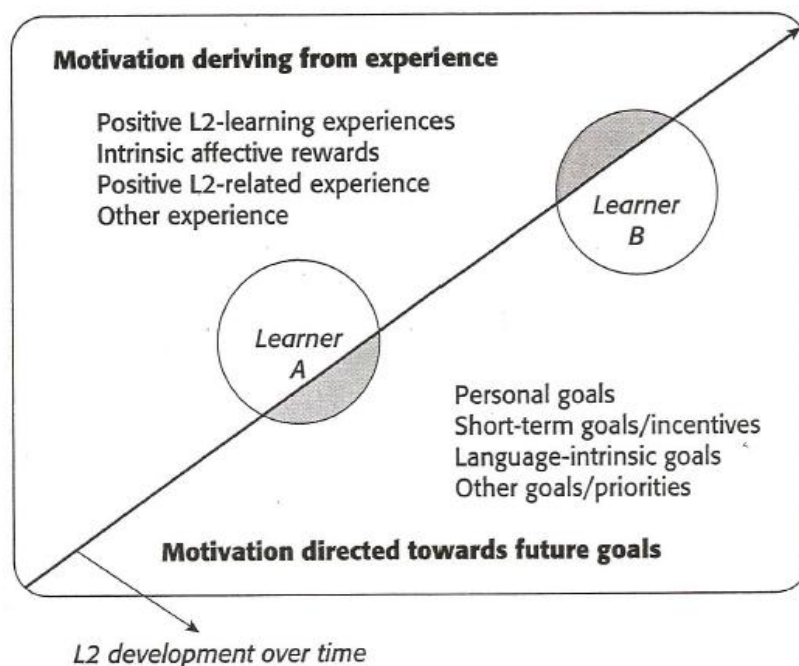 Motivation deriving from experience
Positive L2-learning experiences
Intrinsic affective rewards
Positive L2-related experience
Other experience
Learner
B
Learner
A
Personal goals
Short-term goals/incentives
Language-intrinsic goals
Other goals/priorities
Motivation directed towards future goals
L2 development over time